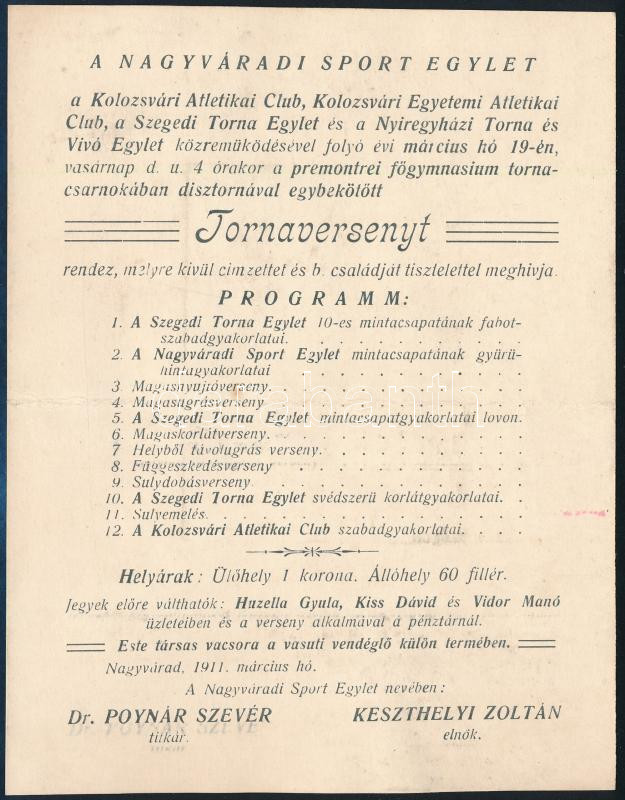 A NAGYVÁRADI SPORT EGYLET
a Kolozsvári Atletikai Club, Kolozsvári Egyetemi Atletikai
Club, a Szegedi Torna Egylet és a Nyiregyházi Torna és
Vivó Egylet közremüködésével folyó évi március hó 19-én,
vasárnap d. u. 4 órakor a premontrei fögymnasium torna-
csarnokában disztornával egybekötött
Tornaversenyt
rendez, melyre kivül cimzettet és b. családját tisztelettel meghivja.
PROGRAMM:
1. A Szegedi Torna Egylet 10-es mintacsapatának fabot-
szabadgyakorlatai.
2. A Nagyváradi Sport Egylet mintacsapatának gyürü-
hintagyakorlatai
3. Magasnyujtóverseny.
4. Magasugrásverseny
5. A Szegedi Torna Egylet mintacsapatgyakorlatai lovon.
6. Magaskorlátverseny.
7 Helyből távolugrás verseny.
8. Függeszkedésverseny
9. Sulydobásverseny.
10. A Szegedi Torna Egylet svédszerü korlátgyakorlatai.
11. Sulyemelés.
12. A Kolozsvári Atletikai Club szabadgyakorlatai.
Helyárak: Ülőhely 1 korona. Állóhely 60 fillér.
Jegyek előre válthatók: Huzella Gyula, Kiss Dávid és Vidor Manó
üzleteiben és a verseny alkalmával a pénztárnál.
Este társas vacsora a vasuti vendéglő külön termében.
Nagyvárad, 1911. március hó.
A Nagyváradi Sport Egylet nevében:
Dr. POYNÁR SZEVÉR KESZTHELYI ZOLTÁN
titkár. elnök.